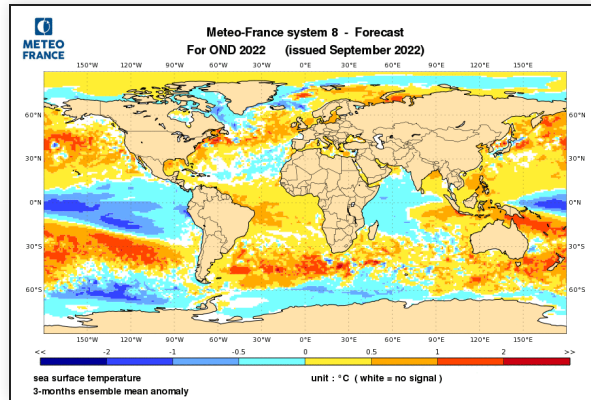 METEO
FRANCE
Meteo-France system 8 - Forecast
For OND 2022 (issued September 2022)
150°W 120°W 90°W 60°W 30°W 0°E 30°E 60°E 90°E 120°E 150°E
60°N 60°N
30°N 30°N
0°N 0°N
30°S 30°S
60°S 60°S
150°W 120°W 90°W 60°W 30°W 0°E 30°E 60°E 90°E 120°E 150°E
<< -2 -1 -0.5 0 0.5 1 2 >>
sea surface temperature unit : °C ( white = no signal )
3-months ensemble mean anomaly